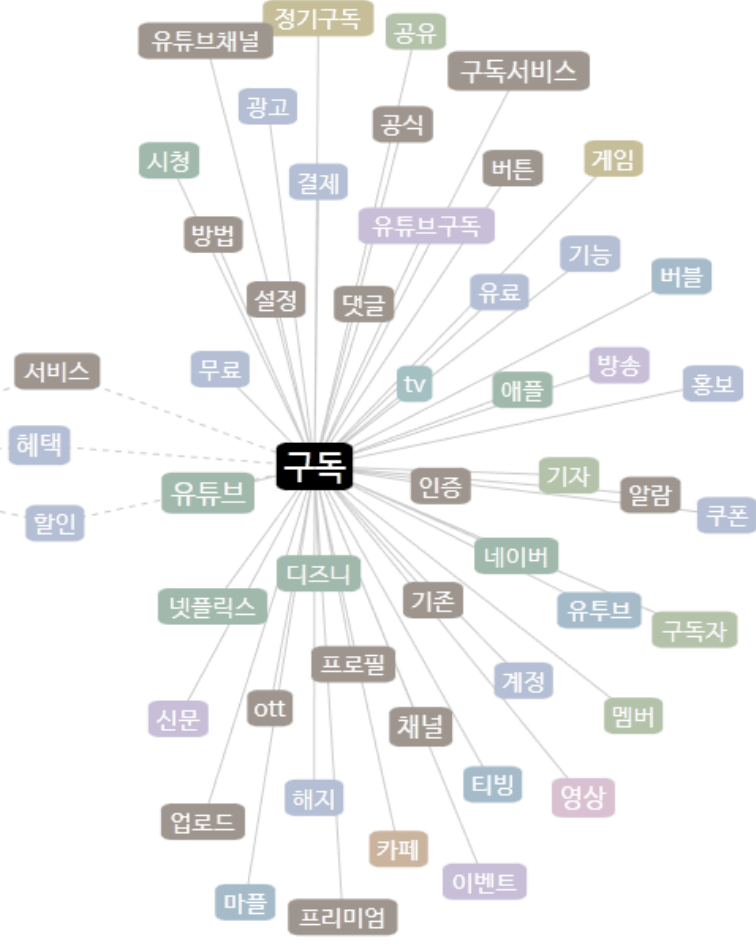 정기구독
공유
유튜브채널
구독서비스
광고
공식
시청
버튼
게임
결제
유튜브구독
방법
기능
버블
설정
댓글
유료
서비스
무료
tv
애플
방송
홍보
혜택
구독
유튜브
인증
기자
알람
쿠폰
할인
디즈니
네이버
넷플릭스
기존
유투브
구독자
프로필
계정
신문
ott
채널
멤버
해지
티빙
영상
업로드
카페
이벤트
마플
프리미엄